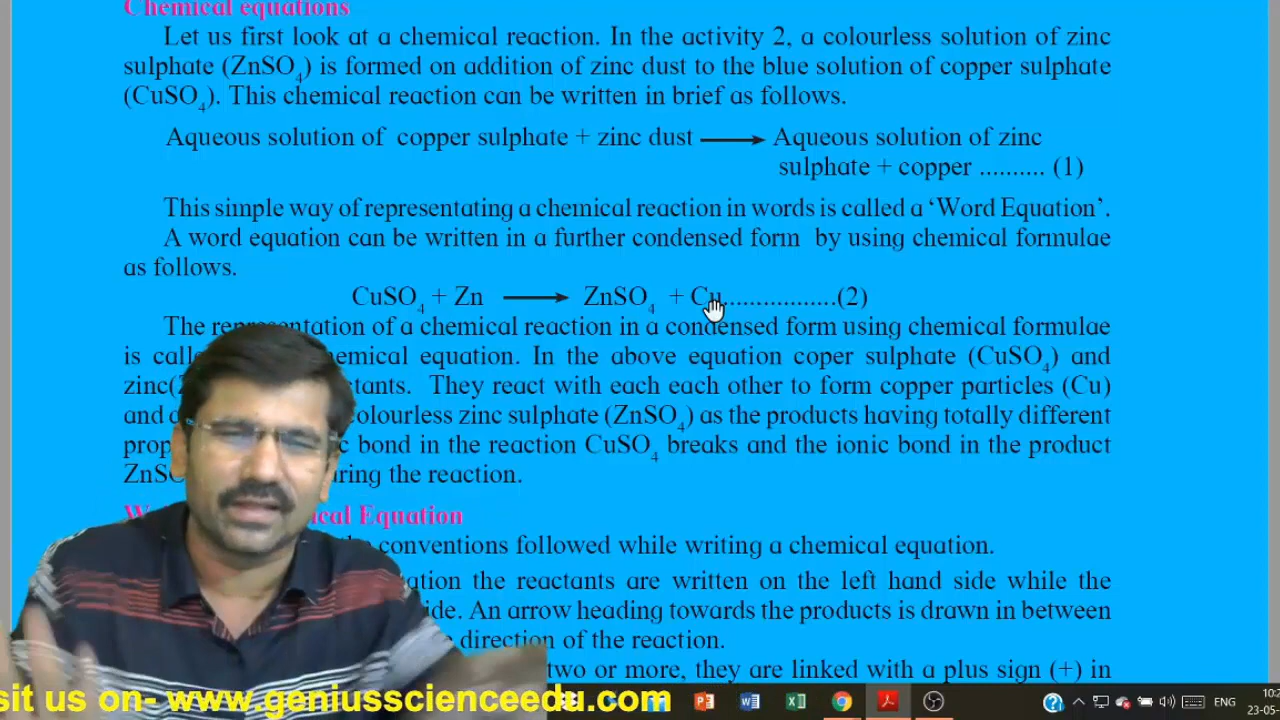 Chemical equations
Let us first look at a chemical reaction. In the activity 2, a colourless solution of zinc
sulphate (ZnSO₄) is formed on addition of zinc dust to the blue solution of copper sulphate
(CuSO₄). This chemical reaction can be written in brief as follows.
Aqueous solution of copper sulphate + zinc dust ⟶ Aqueous solution of zinc
sulphate + copper .......... (1)
This simple way of representating a chemical reaction in words is called a ‘Word Equation’.
A word equation can be written in a further condensed form by using chemical formulae
as follows.
CuSO₄ + Zn ⟶ ZnSO₄ + Cu.................(2)
The representation of a chemical reaction in a condensed form using chemical formulae
is emical equation. In the above equation coper sulphate (CuSO₄) and
zinc( tants. They react with each each other to form copper particles (Cu)
and olourless zinc sulphate (ZnSO₄) as the products having totally different
bond in the reaction CuSO₄ breaks and the ionic bond in the product
ZnSO ring the reaction.
ical Equation
the conventions followed while writing a chemical equation.
ation the reactants are written on the left hand side while the
ide. An arrow heading towards the products is drawn in between
direction of the reaction.
two or more, they are linked with a plus sign (+) in
sit us on- www.geniusscienceedu.com
ENG
10:2
23-05-